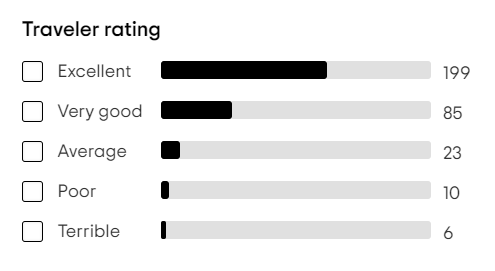 Traveler rating
Excellent 199
Very good 85
Average 23
Poor 10
Terrible 6